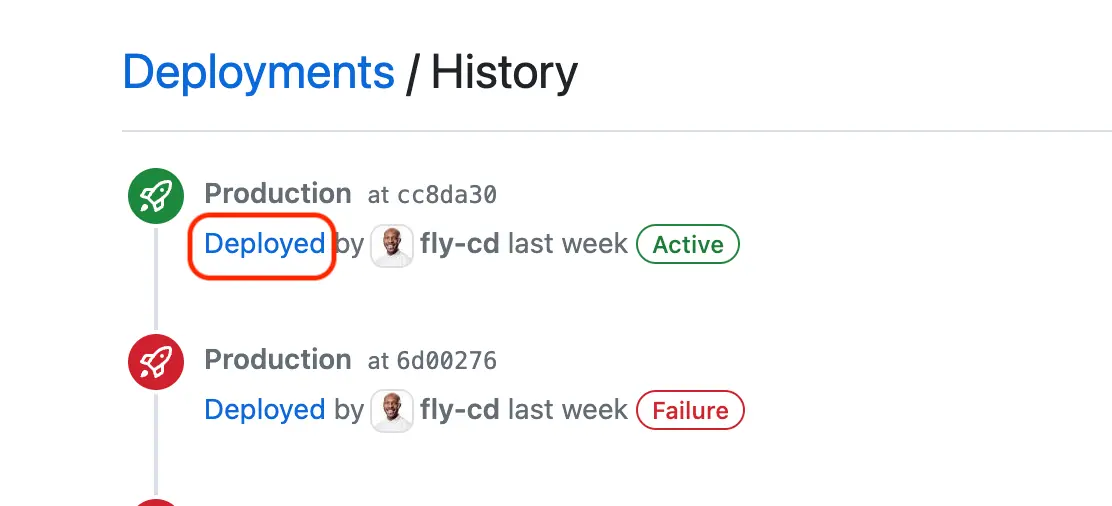 Deployments / History
Production at cc8da30
Deployed by fly-cd last week Active
Production at 6d00276
Deployed by fly-cd last week Failure